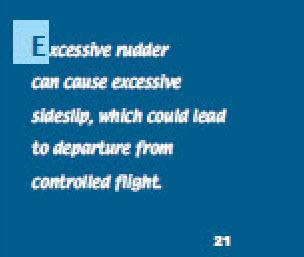 Excessive rudder
can cause excessive
sideslip, which could lead
to departure from
controlled flight.
21